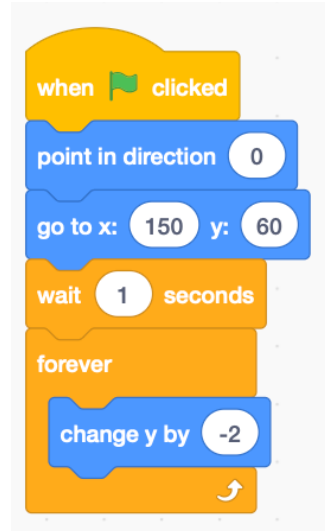 when clicked
point in direction 0
go to x: 150 y: 60
wait 1 seconds
forever
change y by -2